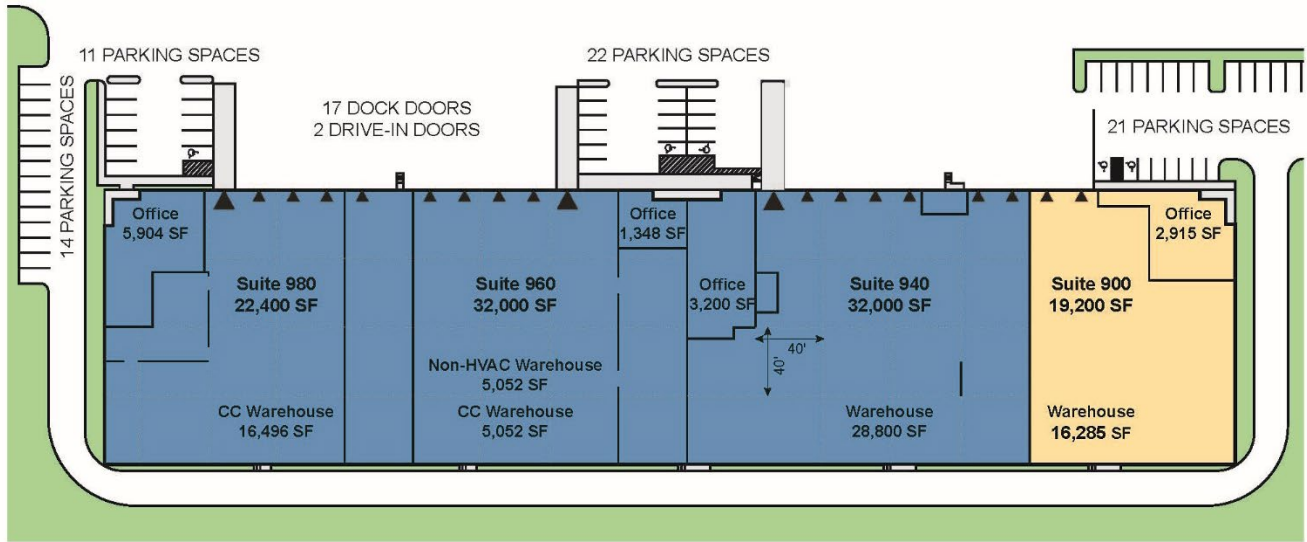 11 PARKING SPACES
22 PARKING SPACES
14 PARKING SPACES
17 DOCK DOORS
2 DRIVE-IN DOORS
21 PARKING SPACES
Office
5,904 SF
Office
1,348 SF
Office
2,915 SF
Suite 980
22,400 SF
Suite 960
32,000 SF
Office
3,200 SF
Suite 940
32,000 SF
Suite 900
19,200 SF
40'
40'
Non-HVAC Warehouse
5,052 SF
CC Warehouse
16,496 SF
CC Warehouse
5,052 SF
Warehouse
28,800 SF
Warehouse
16,285 SF